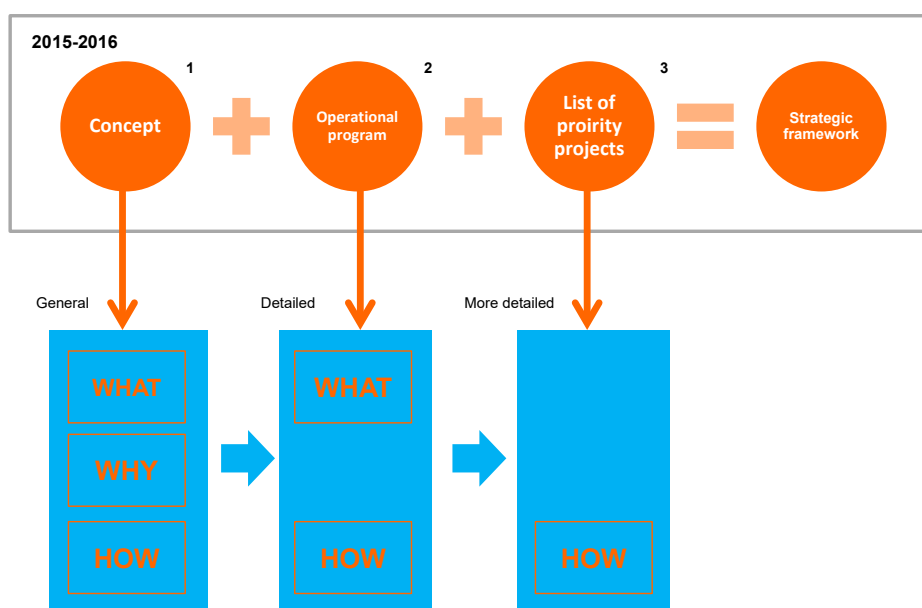 2015-2016
1
2
3
Concept
Operational
program
List of
proirity
projects
Strategic
framework
General
Detailed
More detailed
WHAT
WHY
HOW
WHAT
HOW
HOW